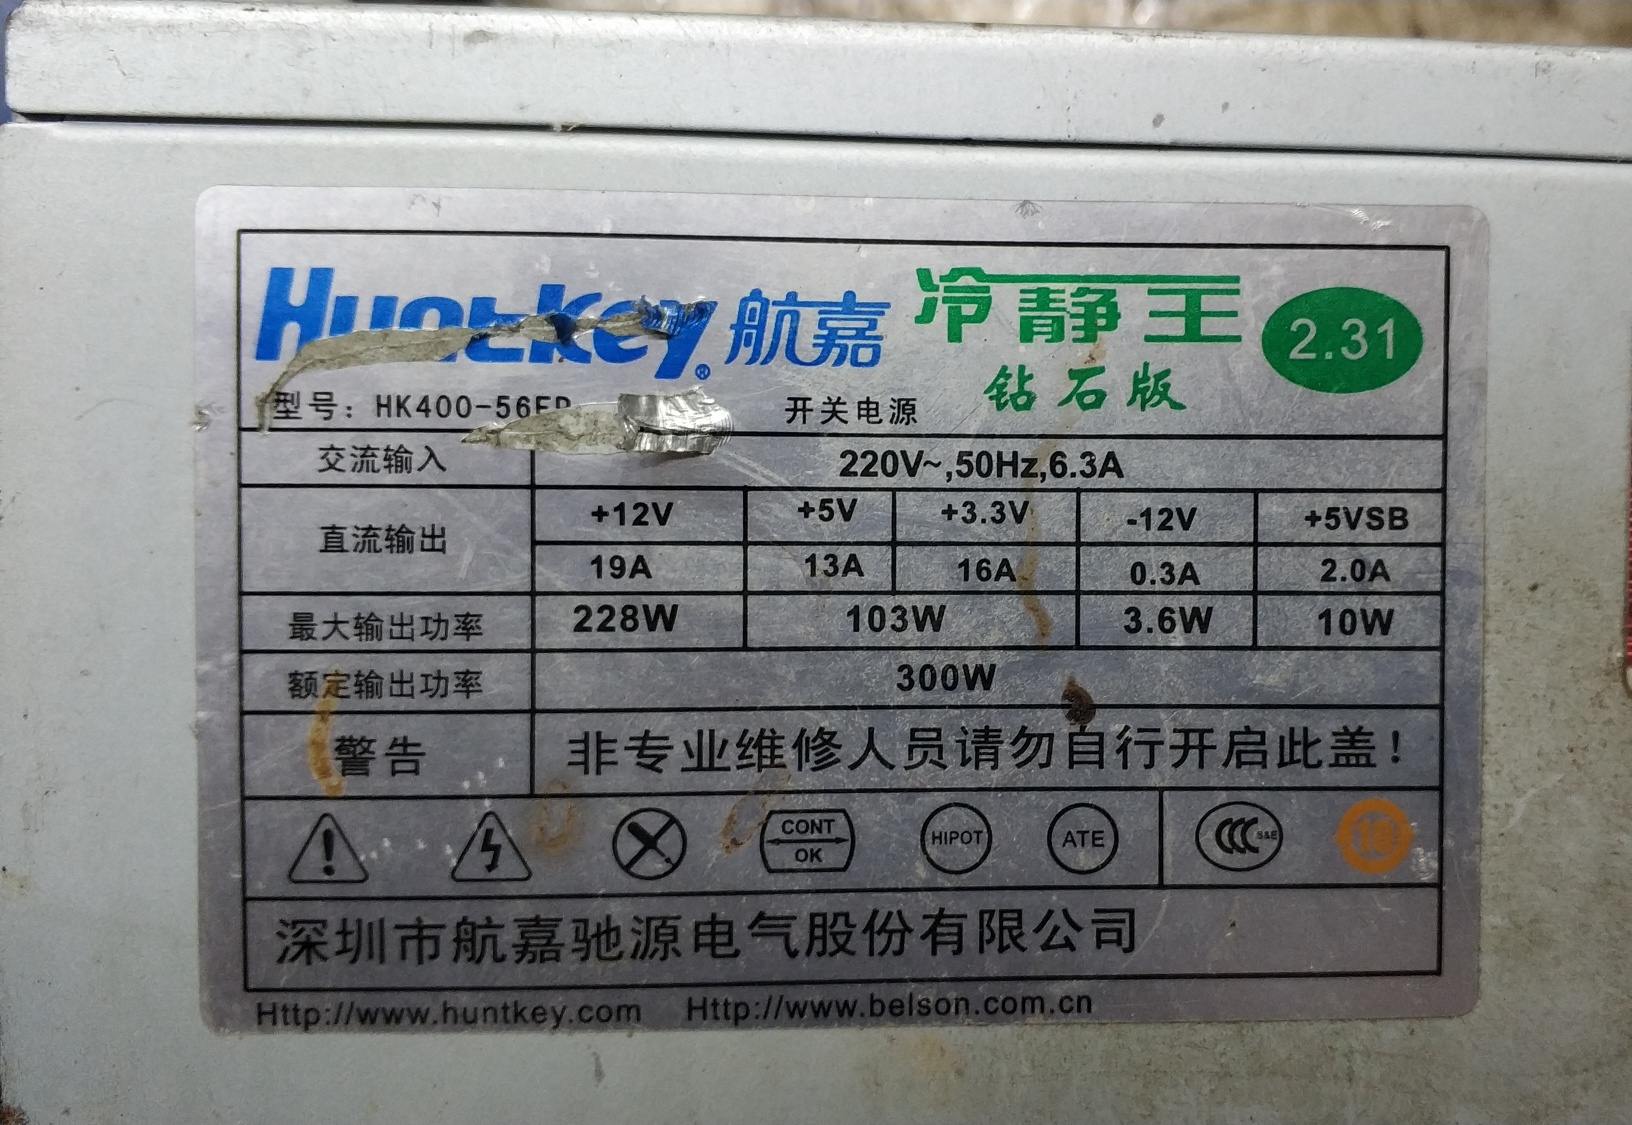 Huntkey® 航嘉 冷静王 2.31
钻石版
型号：HK400-56 开关电源
交流输入 220V~,50Hz,6.3A
直流输出 +12V +5V +3.3V -12V +5VSB
19A 13A 16A 0.3A 2.0A
最大输出功率 228W 103W 3.6W 10W
额定输出功率 300W
警告 非专业维修人员请勿自行开启此盖！
CONT OK HIPOT ATE CCC S&E 10
深圳市航嘉驰源电气股份有限公司
Http://www.huntkey.com Http://www.belson.com.cn